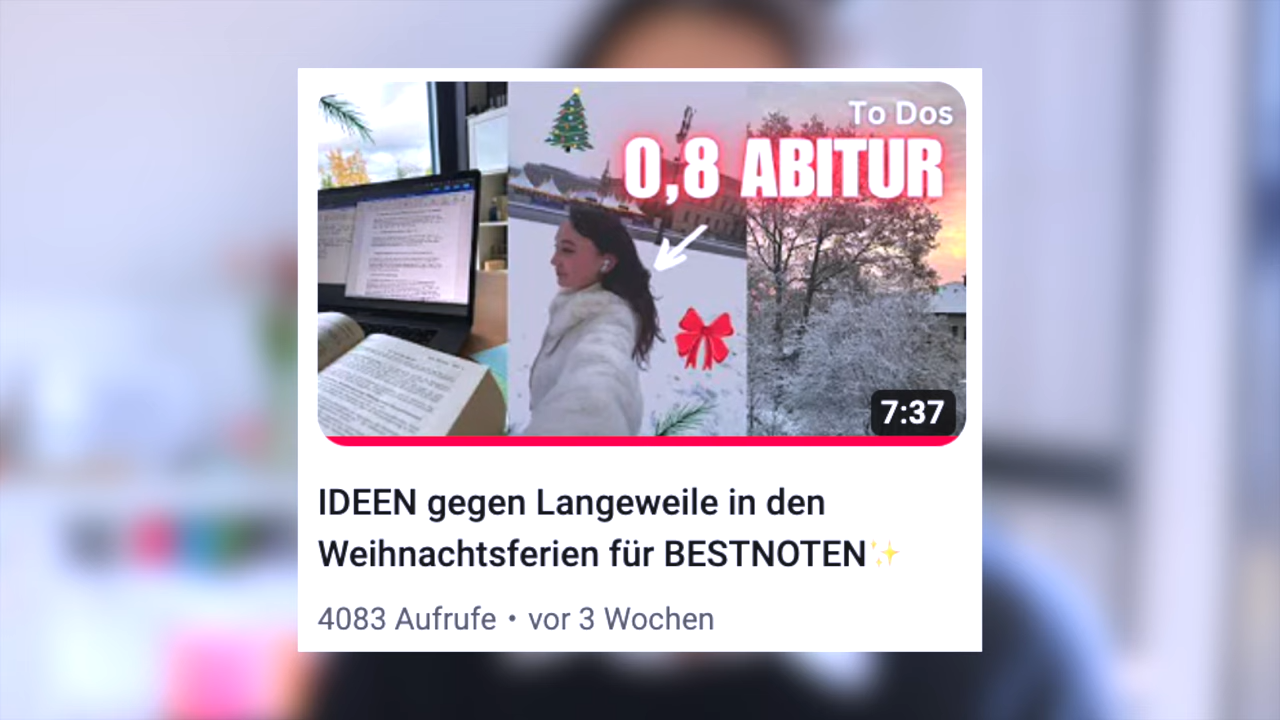 To Dos
0,8 ABITUR
7:37
IDEEN gegen Langeweile in den
Weihnachtsferien für BESTNOTEN✨
4083 Aufrufe • vor 3 Wochen